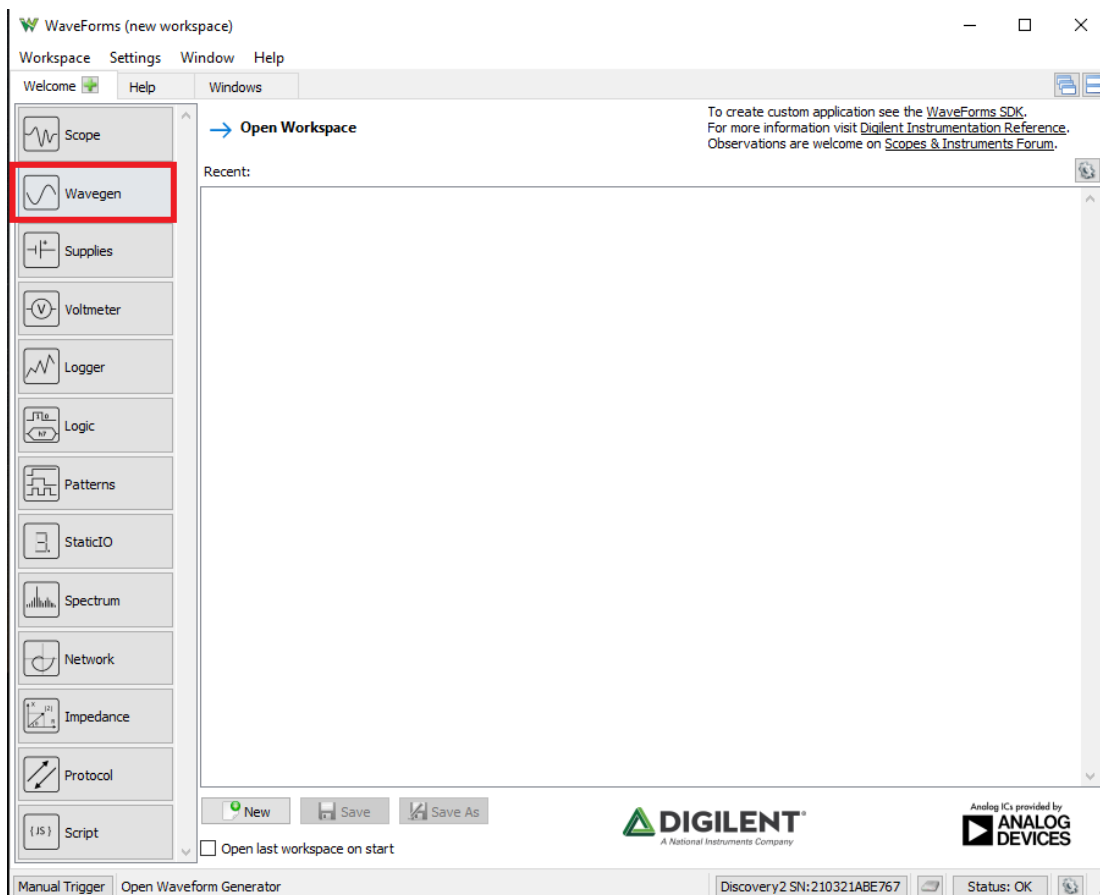 WaveForms (new workspace)
Workspace Settings Window Help
Welcome Help Windows
Scope
Wavegen
Supplies
Voltmeter
Logger
Logic
Patterns
StaticIO
Spectrum
Network
Impedance
Protocol
{JS} Script
Open Workspace
To create custom application see the WaveForms SDK.
For more information visit Digilent Instrumentation Reference.
Observations are welcome on Scopes & Instruments Forum.
Recent:
New Save Save As
Open last workspace on start
DIGILENT
A National Instruments Company
Analog ICs provided by
ANALOG
DEVICES
Manual Trigger Open Waveform Generator Discovery2 SN:210321ABE767 Status: OK